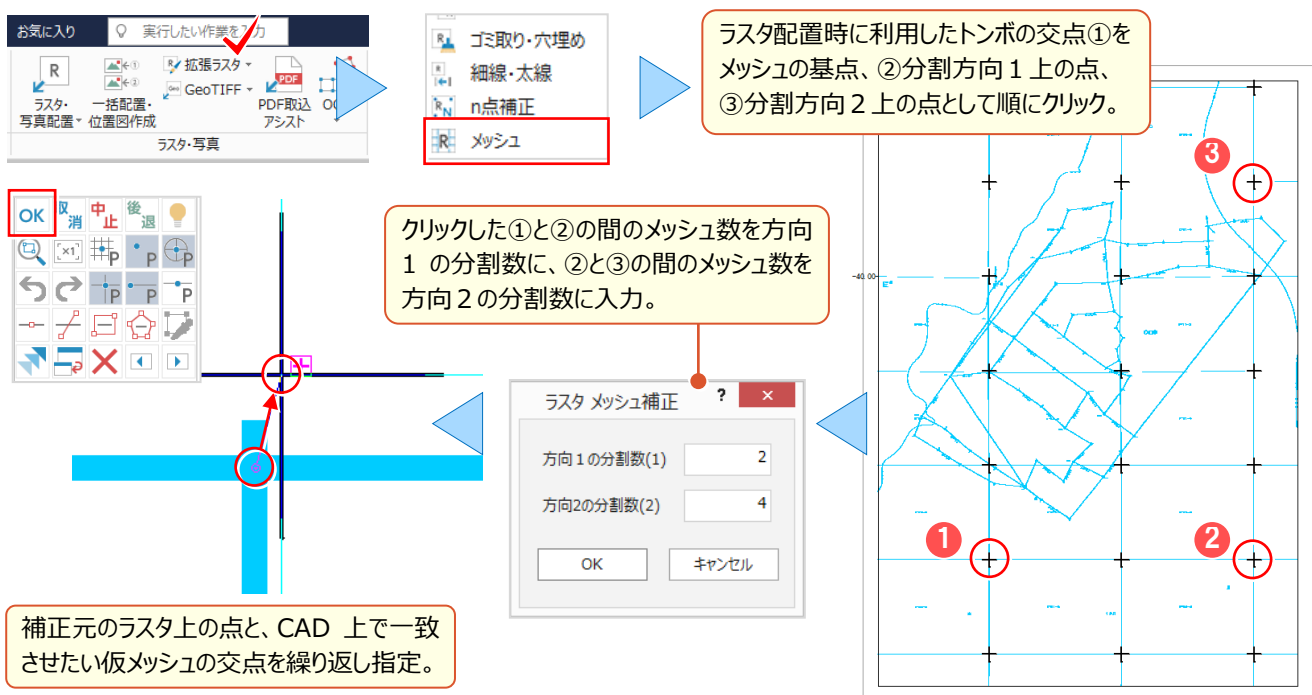 お気に入り
実行したい作業を入力
R
拡張ラスタ
GeoTIFF
PDF
OC
ラスタ・
写真配置
一括配置・
位置図作成
PDF取込
アシスト
ラスタ・写真
ゴミ取り・穴埋め
細線・太線
n点補正
メッシュ
ラスタ配置時に利用したトンボの交点①を
メッシュの基点、②分割方向1上の点、
③分割方向2上の点として順にクリック。
3
-40.00
1
2
OK
取消
中止
後退
[×1]
P
P
P
P
P
P
クリックした①と②の間のメッシュ数を方向
1 の分割数に、②と③の間のメッシュ数を
方向2の分割数に入力。
ラスタ メッシュ補正
?
×
方向1の分割数(1)
2
方向2の分割数(2)
4
OK
キャンセル
補正元のラスタ上の点と、CAD 上で一致
させたい仮メッシュの交点を繰り返し指定。